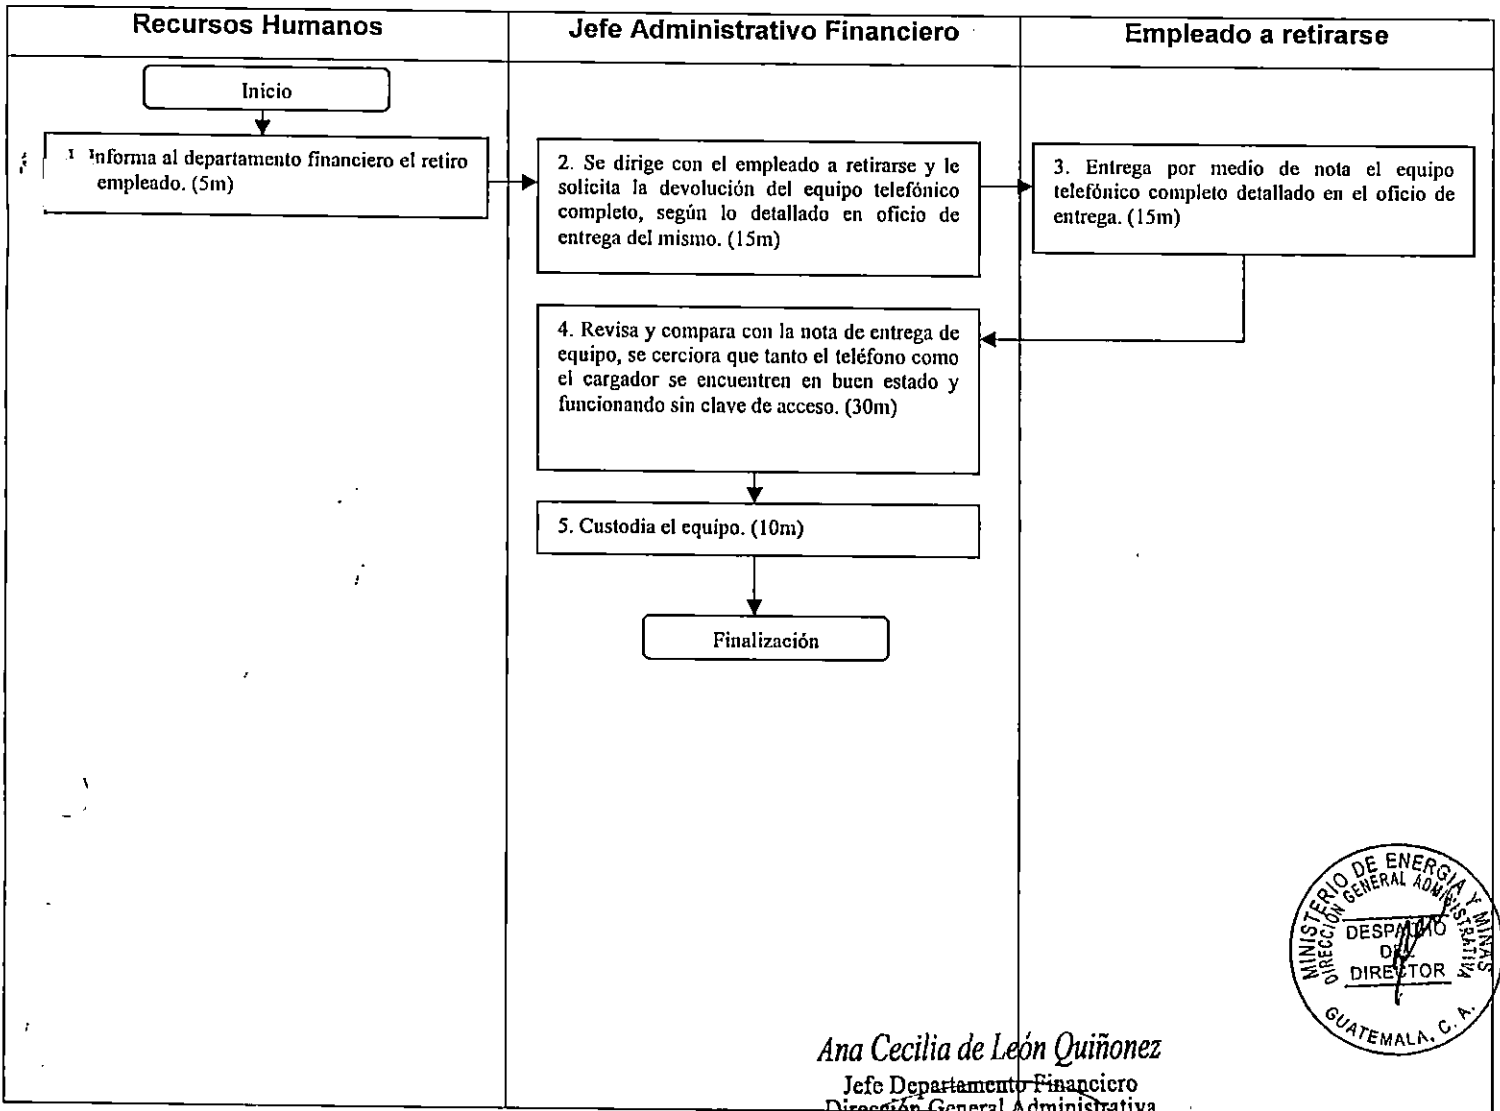 Recursos Humanos
Jefe Administrativo Financiero
Empleado a retirarse
Inicio
1 Informa al departamento financiero el retiro
empleado. (5m)
2. Se dirige con el empleado a retirarse y le
solicita la devolución del equipo telefónico
completo, según lo detallado en oficio de
entrega del mismo. (15m)
3. Entrega por medio de nota el equipo
telefónico completo detallado en el oficio de
entrega. (15m)
4. Revisa y compara con la nota de entrega de
equipo, se cerciora que tanto el teléfono como
el cargador se encuentren en buen estado y
funcionando sin clave de acceso. (30m)
5. Custodia el equipo. (10m)
Finalización
MINISTERIO DE ENERGIA Y MINAS
DIRECCIÓN GENERAL ADMINISTRATIVA
DESPACHO
DEL
DIRECTOR
GUATEMALA, C. A.
Ana Cecilia de León Quiñonez
Jefe Departamento Financiero
Dirección General Administrativa